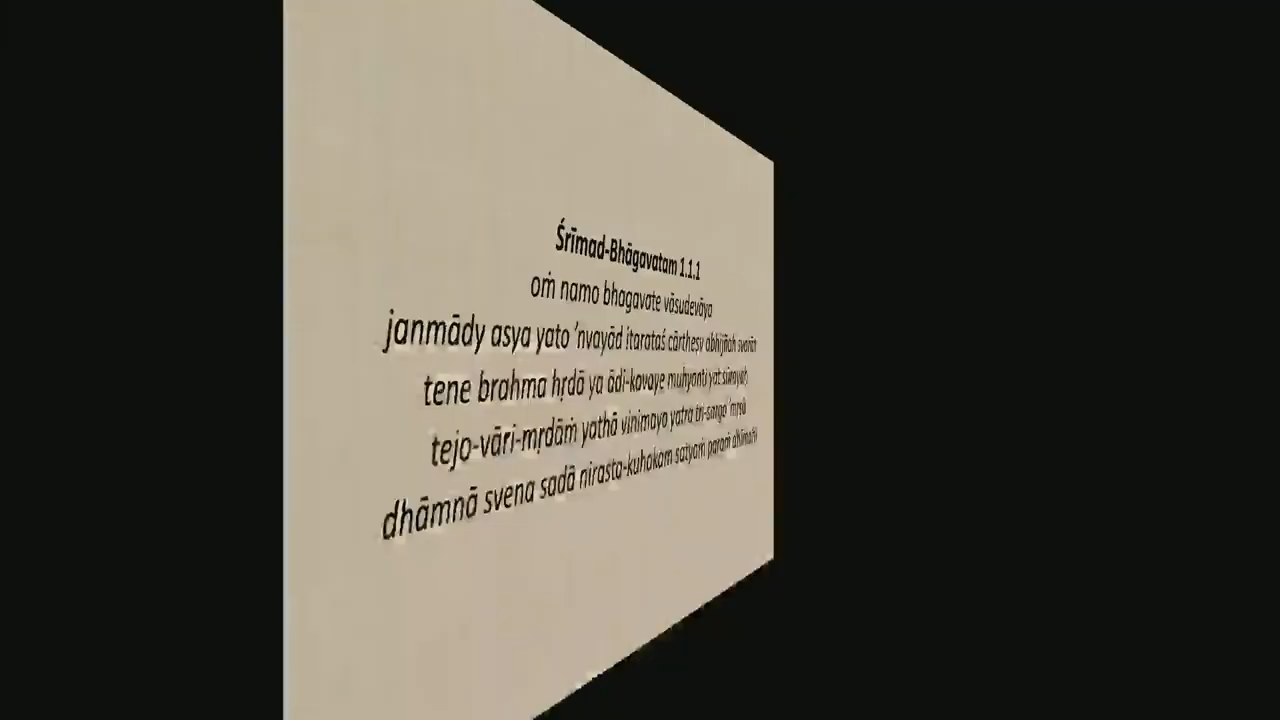 Śrīmad-Bhāgavatam 1.1.1
oṁ namo bhagavate vāsudevāya
janmādy asya yato 'nvayād itarataś cārtheṣv abhijñaḥ svarāṭ
tene brahma hṛdā ya ādi-kavaye muhyanti yat sūrayaḥ
tejo-vāri-mṛdāṁ yathā vinimayo yatra tri-sargo 'mṛṣā
dhāmnā svena sadā nirasta-kuhakaṁ satyaṁ paraṁ dhīmahi